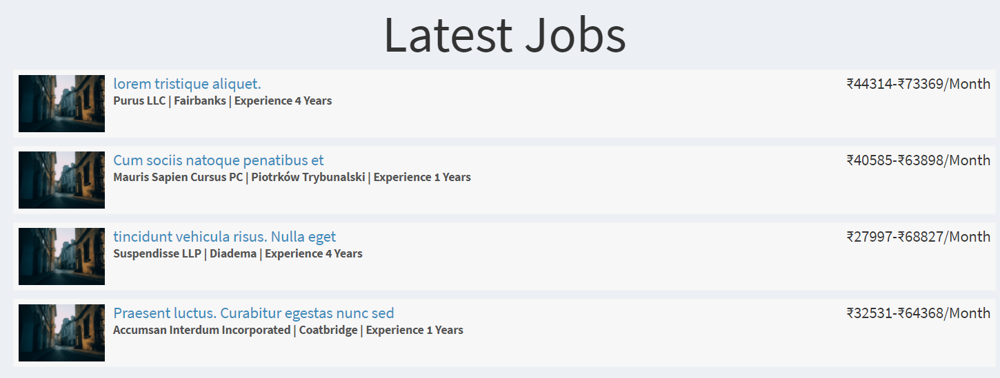 Latest Jobs
lorem tristique aliquet.
₹44314-₹73369/Month
Purus LLC | Fairbanks | Experience 4 Years
Cum sociis natoque penatibus et
₹40585-₹63898/Month
Mauris Sapien Cursus PC | Piotrków Trybunalski | Experience 1 Years
tincidunt vehicula risus. Nulla eget
₹27997-₹68827/Month
Suspendisse LLP | Diadema | Experience 4 Years
Praesent luctus. Curabitur egestas nunc sed
₹32531-₹64368/Month
Accumsan Interdum Incorporated | Coatbridge | Experience 1 Years